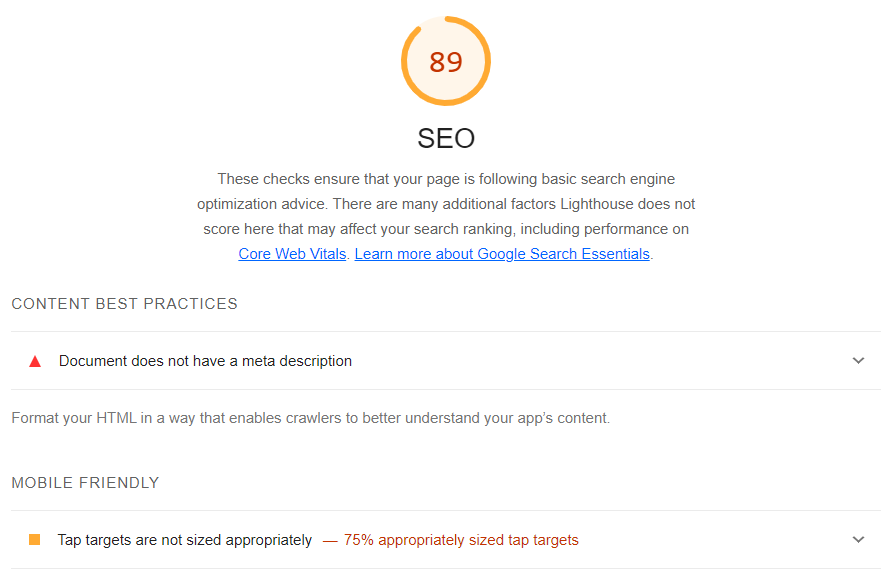 89
SEO
These checks ensure that your page is following basic search engine
optimization advice. There are many additional factors Lighthouse does not
score here that may affect your search ranking, including performance on
Core Web Vitals. Learn more about Google Search Essentials.
CONTENT BEST PRACTICES
Document does not have a meta description
Format your HTML in a way that enables crawlers to better understand your app’s content.
MOBILE FRIENDLY
Tap targets are not sized appropriately — 75% appropriately sized tap targets